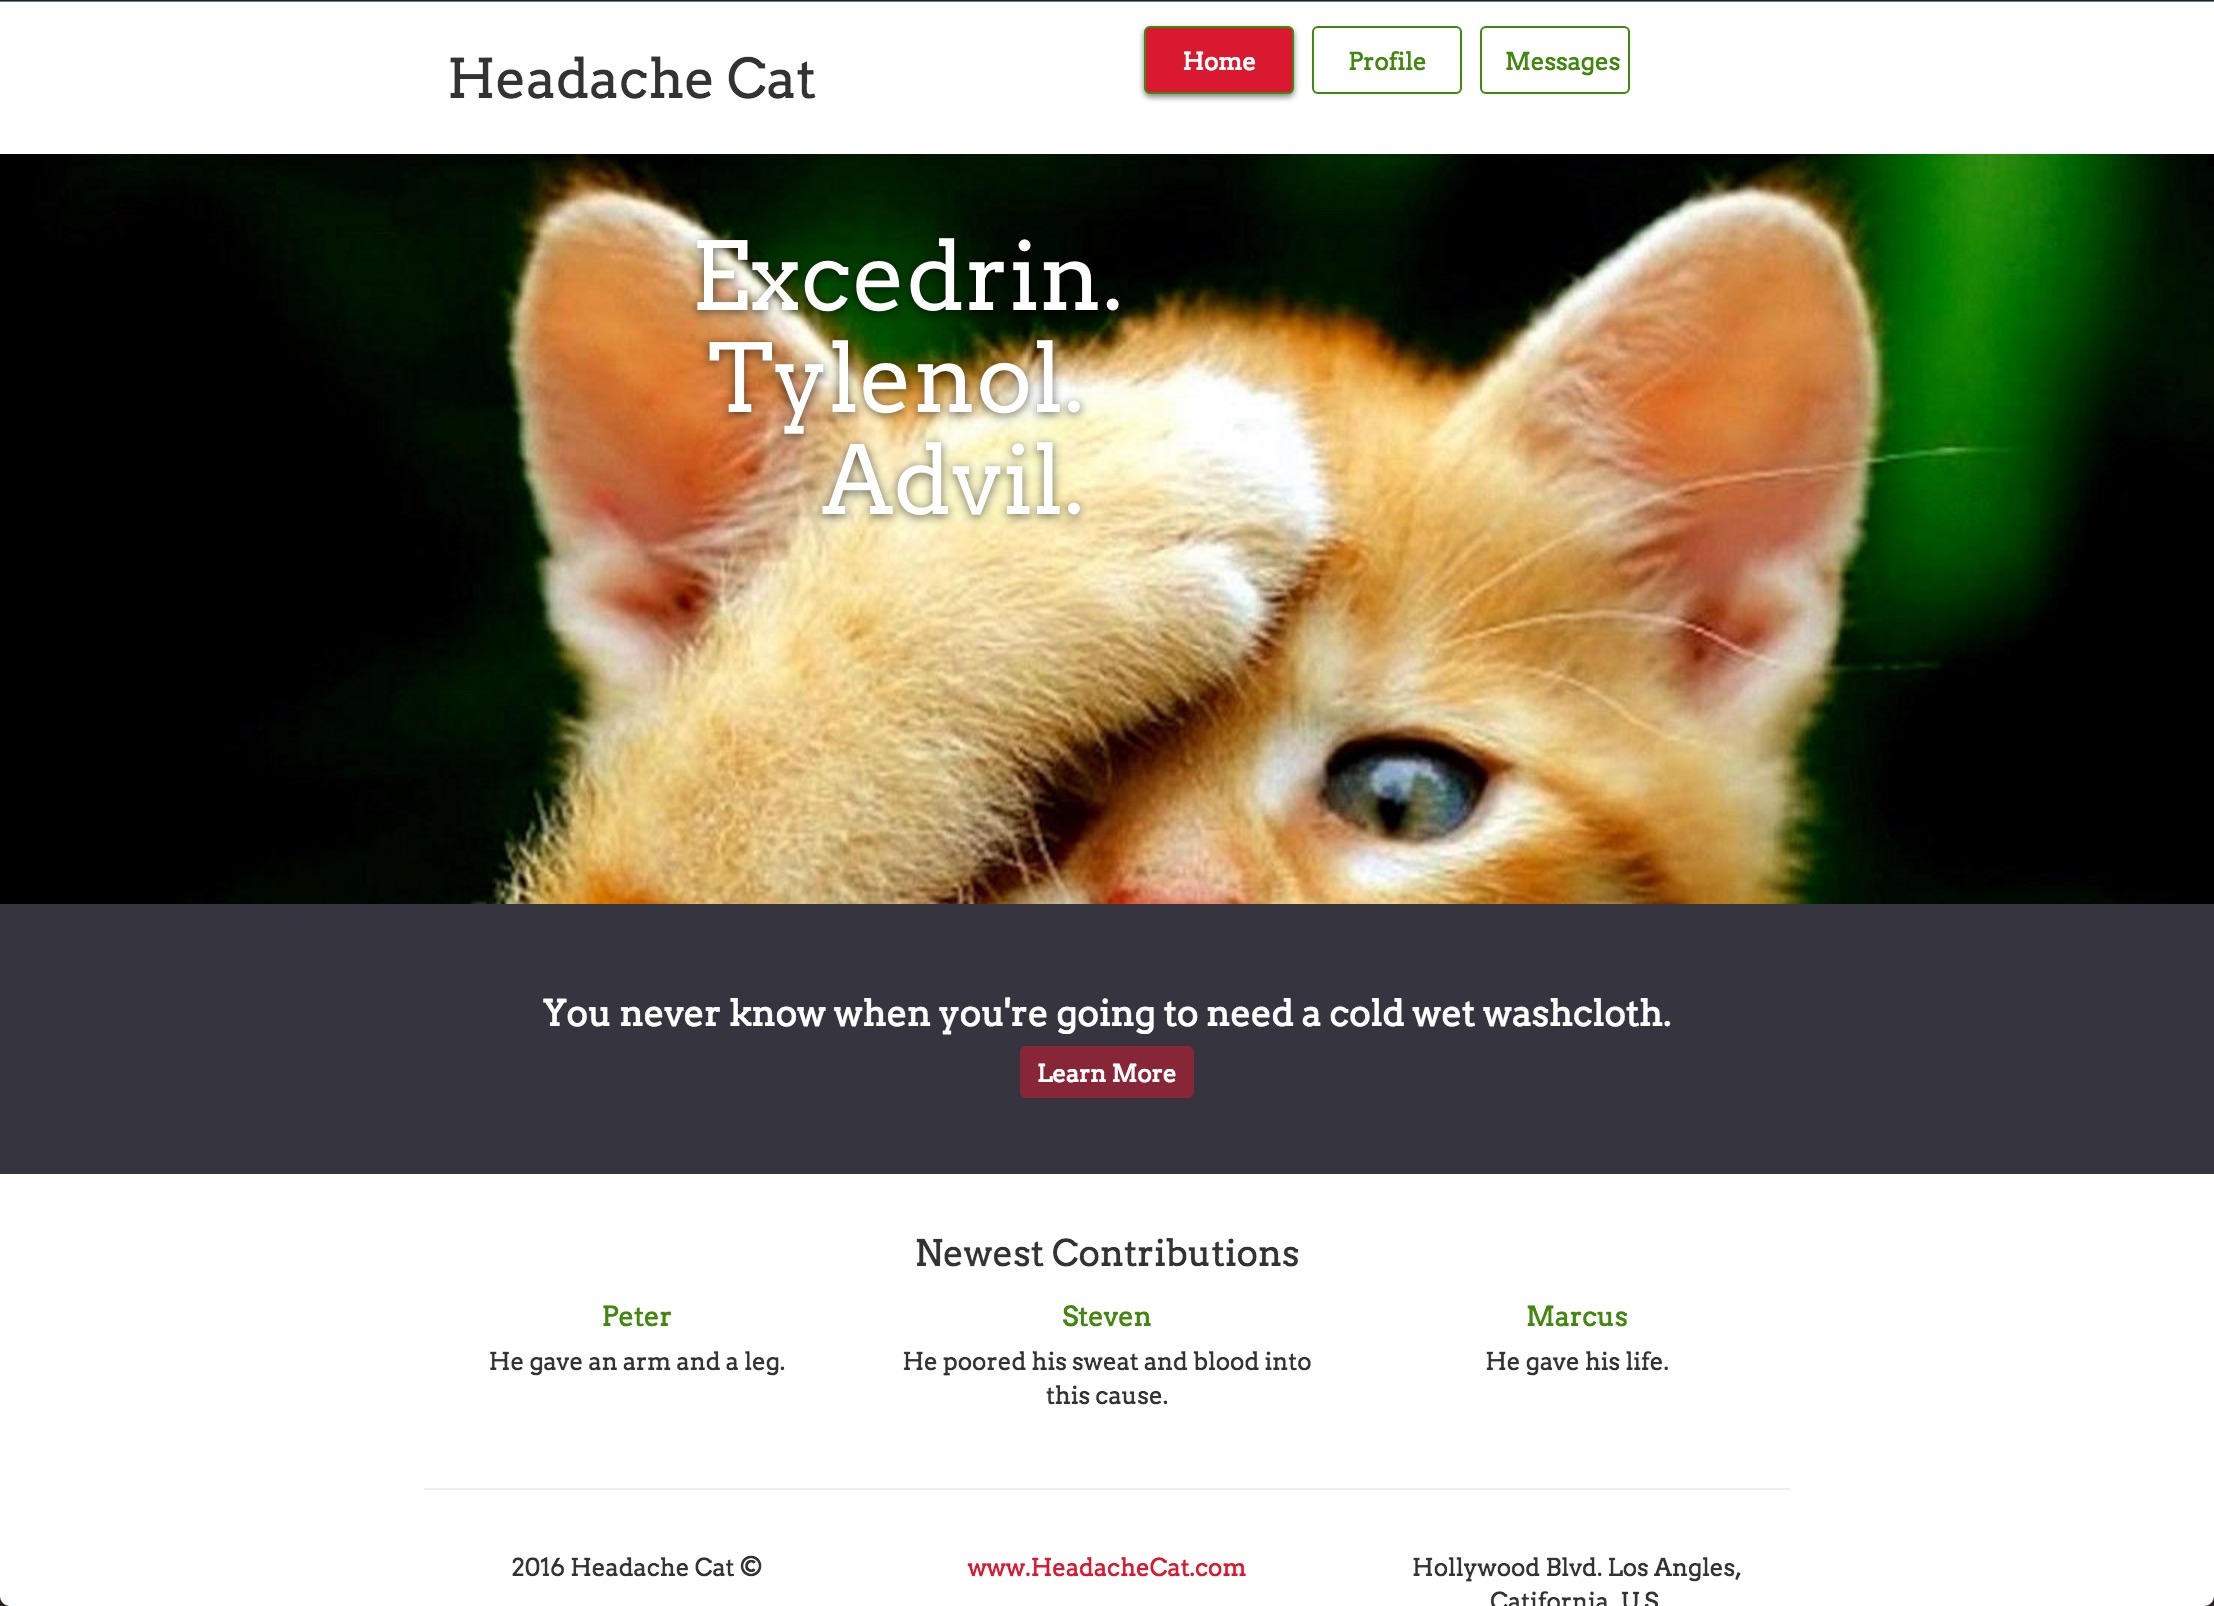 Headache Cat
Home
Profile
Messages
Excedrin.
Tylenol.
Advil.
You never know when you're going to need a cold wet washcloth.
Learn More
Newest Contributions
Peter
He gave an arm and a leg.
Steven
He poored his sweat and blood into
this cause.
Marcus
He gave his life.
2016 Headache Cat ©
www.HeadacheCat.com
Hollywood Blvd. Los Angles,
Catifornia, U.S.